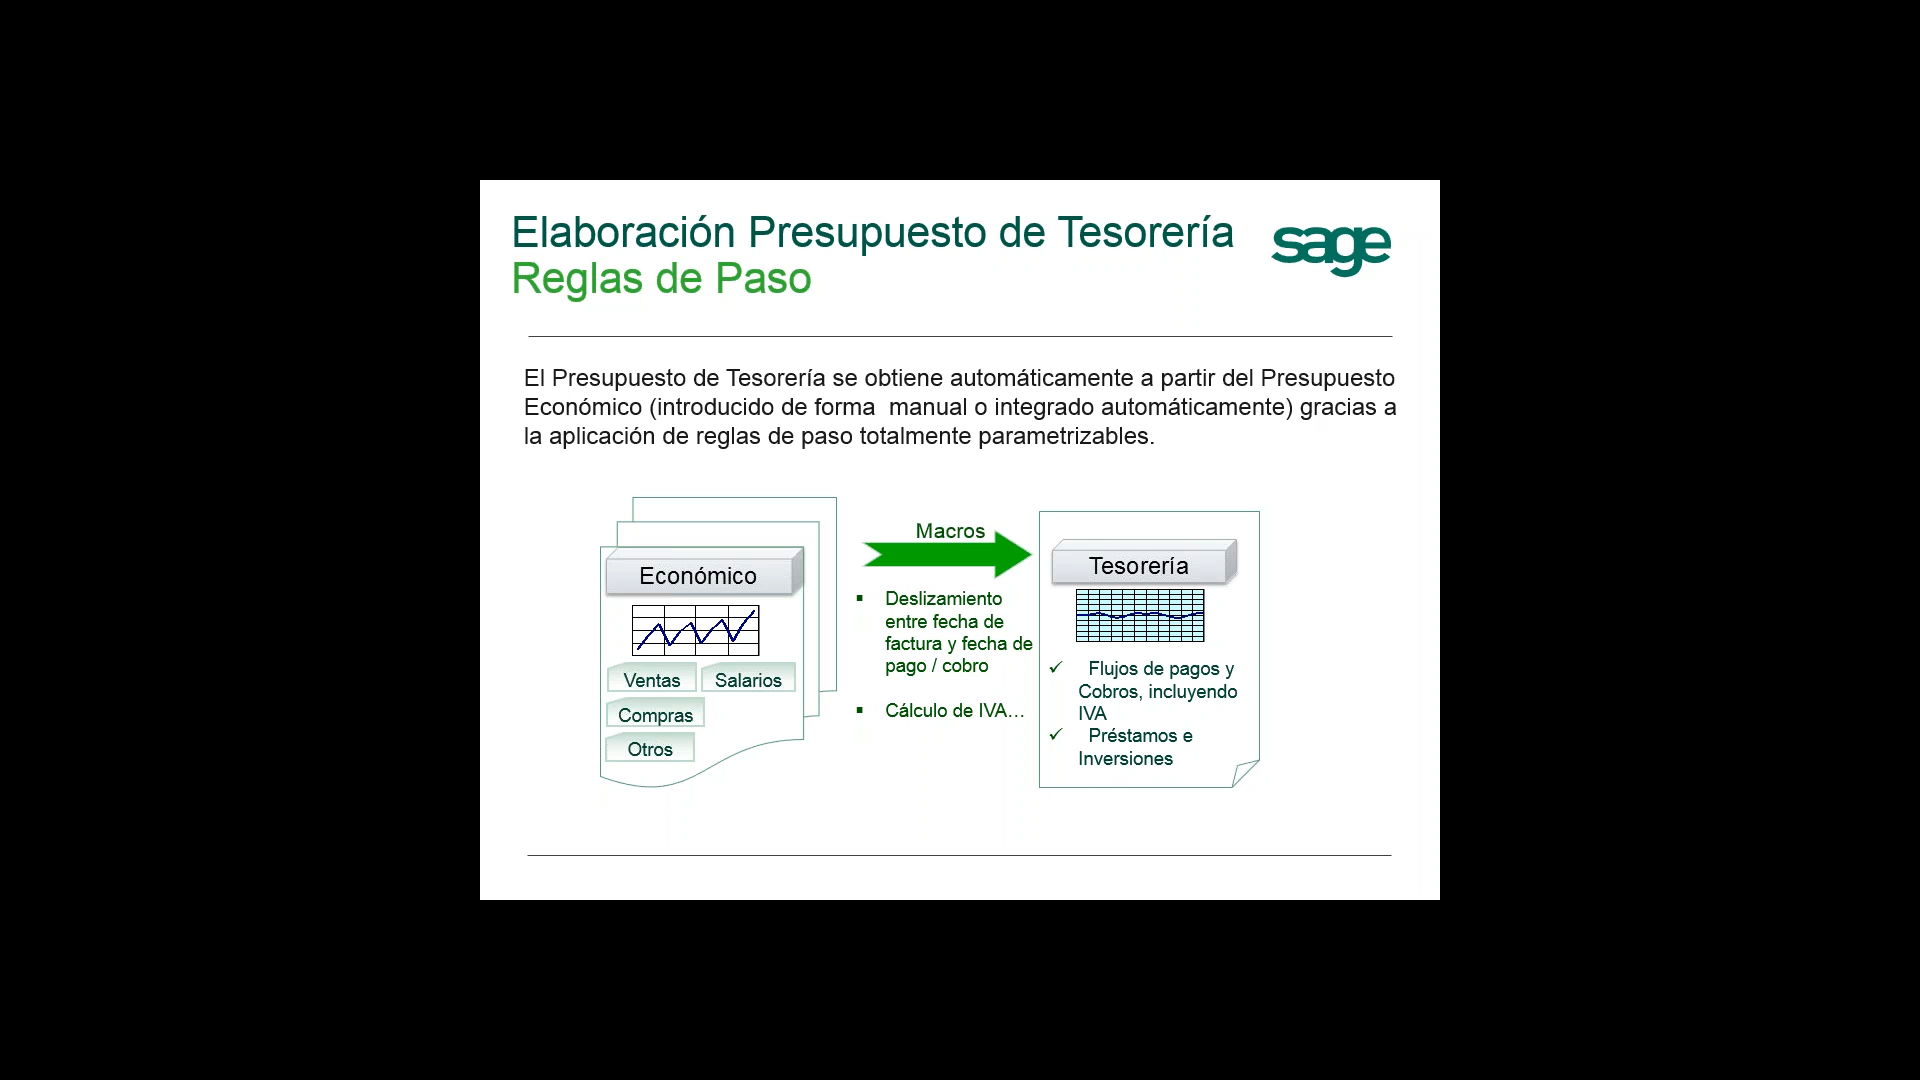 Elaboración Presupuesto de Tesorería
Reglas de Paso
sage
El Presupuesto de Tesorería se obtiene automáticamente a partir del Presupuesto
Económico (introducido de forma  manual o integrado automáticamente) gracias a
la aplicación de reglas de paso totalmente parametrizables.
Económico
Ventas
Salarios
Compras
Otros
Macros
▪ Deslizamiento
entre fecha de
factura y fecha de
pago / cobro
▪ Cálculo de IVA…
Tesorería
✓ Flujos de pagos y
Cobros, incluyendo
IVA
✓ Préstamos e
Inversiones